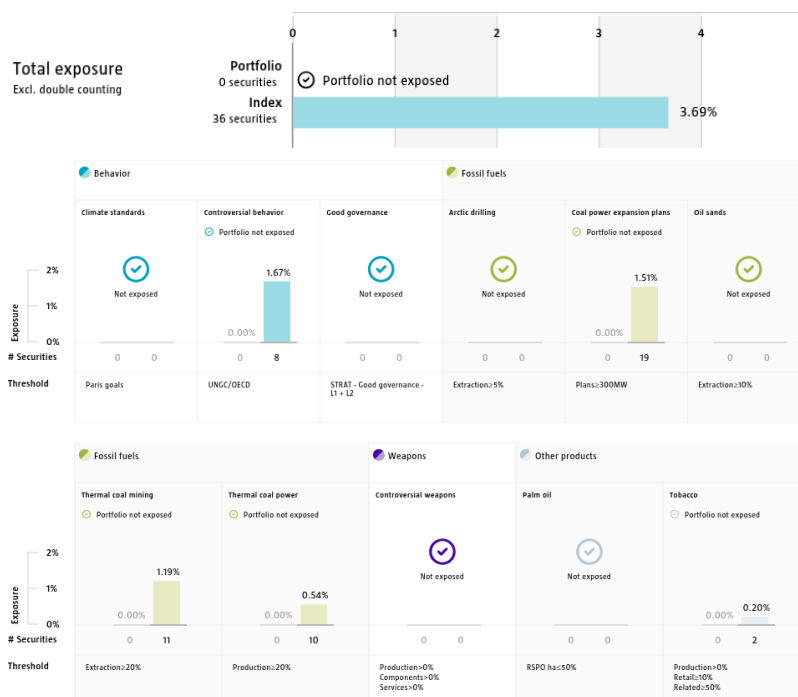 0 1 2 3 4
Total exposure
Excl. double counting
Portfolio
0 securities
Portfolio not exposed
Index
36 securities
3.69%
Behavior
Fossil fuels
Climate standards
Controversial behavior
Good governance
Arctic drilling
Coal power expansion plans
Oil sands
Portfolio not exposed
Portfolio not exposed
Exposure
2%
1%
0%
Not exposed
0.00%
1.67%
Not exposed
Not exposed
0.00%
1.51%
Not exposed
# Securities
0 0
0 8
0 0
0 0
0 19
0 0
Threshold
Paris goals
UNGC/OECD
STRAT - Good governance -
L1 + L2
Extraction≥5%
Plans≥300MW
Extraction≥10%
Fossil fuels
Weapons
Other products
Thermal coal mining
Thermal coal power
Controversial weapons
Palm oil
Tobacco
Portfolio not exposed
Portfolio not exposed
Portfolio not exposed
Exposure
2%
1%
0%
0.00%
1.19%
0.00%
0.54%
Not exposed
Not exposed
0.00%
0.20%
# Securities
0 11
0 10
0 0
0 0
0 2
Threshold
Extraction≥20%
Production≥20%
Production>0%
Components>0%
Services>0%
RSPO ha≤50%
Production>0%
Retail≥10%
Related≥50%